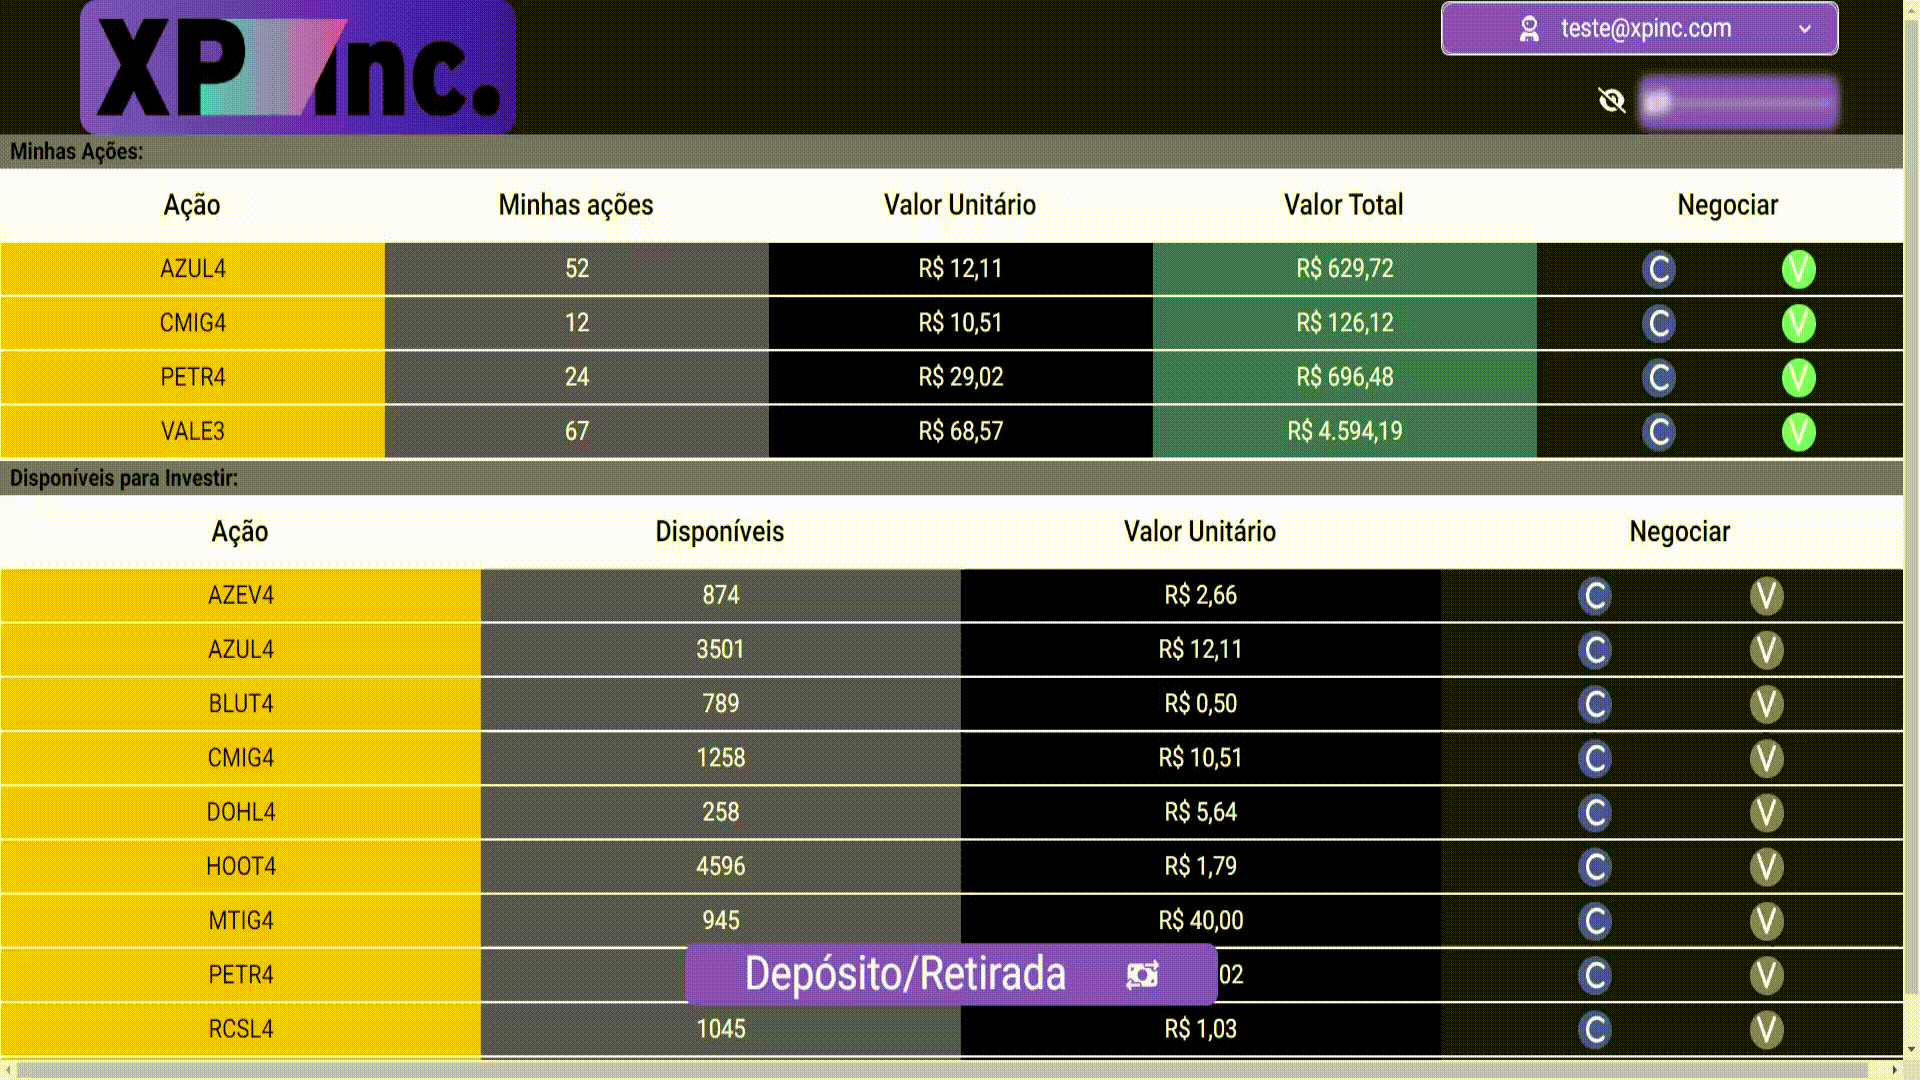 XP inc.
teste@xpinc.com
Minhas Ações:
Ação Minhas ações Valor Unitário Valor Total Negociar
AZUL4 52 R$ 12,11 R$ 629,72 C V
CMIG4 12 R$ 10,51 R$ 126,12 C V
PETR4 24 R$ 29,02 R$ 696,48 C V
VALE3 67 R$ 68,57 R$ 4.594,19 C V
Disponíveis para Investir:
Ação Disponíveis Valor Unitário Negociar
AZEV4 874 R$ 2,66 C V
AZUL4 3501 R$ 12,11 C V
BLUT4 789 R$ 0,50 C V
CMIG4 1258 R$ 10,51 C V
DOHL4 258 R$ 5,64 C V
HOOT4 4596 R$ 1,79 C V
MTIG4 945 R$ 40,00 C V
PETR4 02 C V
Depósito/Retirada
RCSL4 1045 R$ 1,03 C V